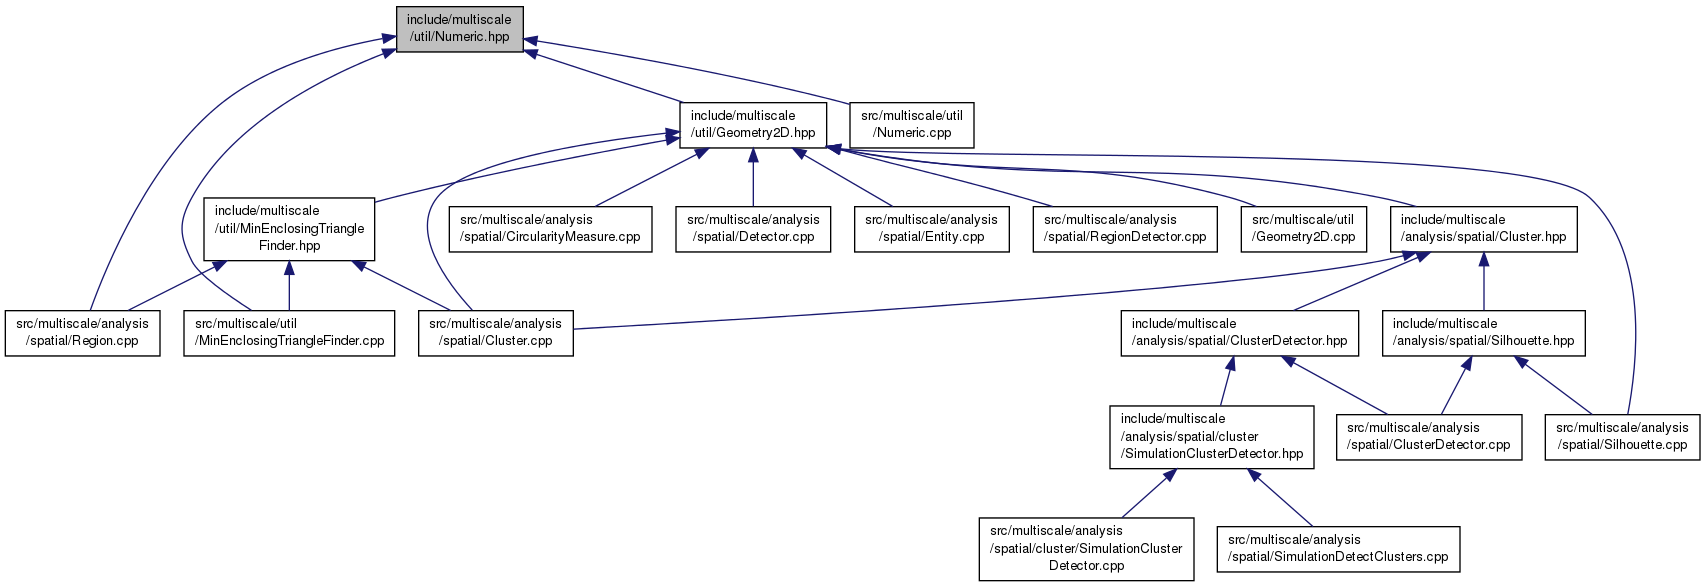 include/multiscale
/util/Numeric.hpp
include/multiscale
/util/Geometry2D.hpp
src/multiscale/util
/Numeric.cpp
include/multiscale
/util/MinEnclosingTriangle
Finder.hpp
src/multiscale/analysis
/spatial/CircularityMeasure.cpp
src/multiscale/analysis
/spatial/Detector.cpp
src/multiscale/analysis
/spatial/Entity.cpp
src/multiscale/analysis
/spatial/RegionDetector.cpp
src/multiscale/util
/Geometry2D.cpp
include/multiscale
/analysis/spatial/Cluster.hpp
src/multiscale/analysis
/spatial/Region.cpp
src/multiscale/util
/MinEnclosingTriangleFinder.cpp
src/multiscale/analysis
/spatial/Cluster.cpp
include/multiscale
/analysis/spatial/ClusterDetector.hpp
include/multiscale
/analysis/spatial/Silhouette.hpp
include/multiscale
/analysis/spatial/cluster
/SimulationClusterDetector.hpp
src/multiscale/analysis
/spatial/ClusterDetector.cpp
src/multiscale/analysis
/spatial/Silhouette.cpp
src/multiscale/analysis
/spatial/cluster/SimulationCluster
Detector.cpp
src/multiscale/analysis
/spatial/SimulationDetectClusters.cpp